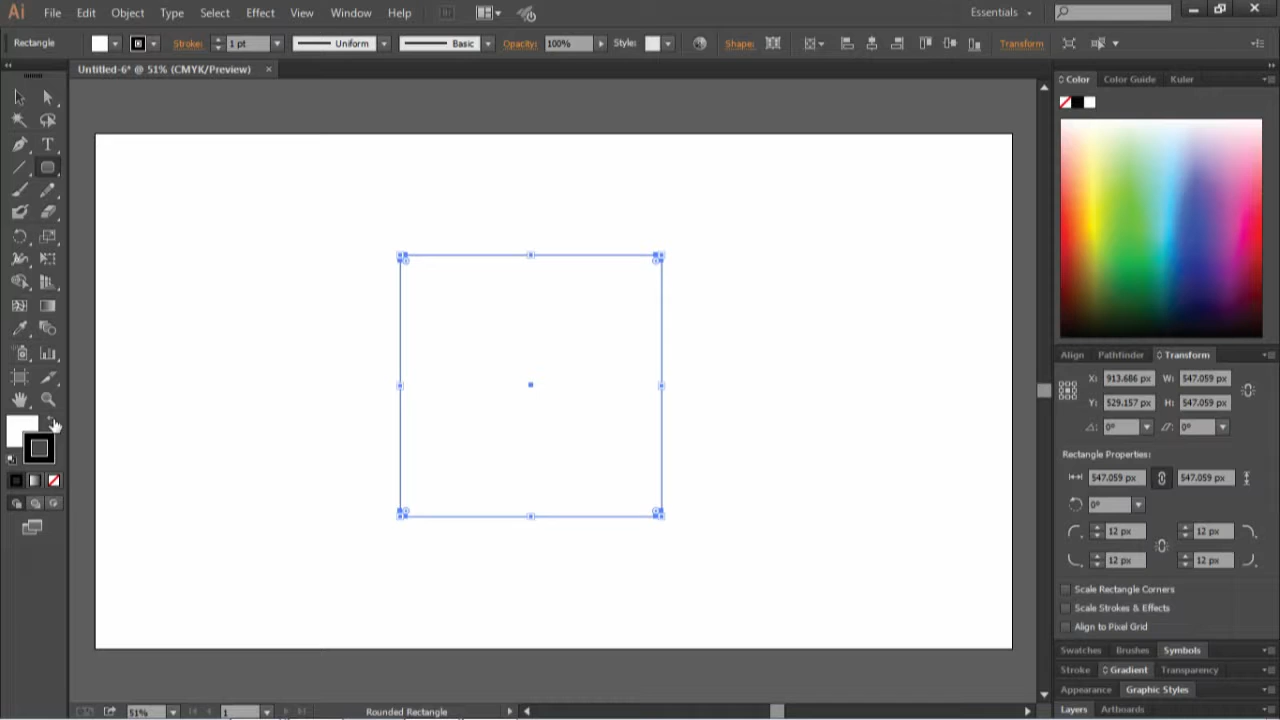 Ai File Edit Object Type Select Effect View Window Help Br Essentials
Rectangle Stroke: 1 pt Uniform Basic Opacity: 100% Style: Shape: Transform
Untitled-6* @ 51% (CMYK/Preview) ×
Color Color Guide Kuler
Align Pathfinder Transform
X: 913.686 px W: 547.059 px
Y: 529.157 px H: 547.059 px
0° 0°
Rectangle Properties:
547.059 px 547.059 px
0°
12 px 12 px
12 px 12 px
Scale Rectangle Corners
Scale Strokes & Effects
Align to Pixel Grid
Swatches Brushes Symbols
Stroke Gradient Transparency
Appearance Graphic Styles
Layers Artboards
51% 1 Rounded Rectangle